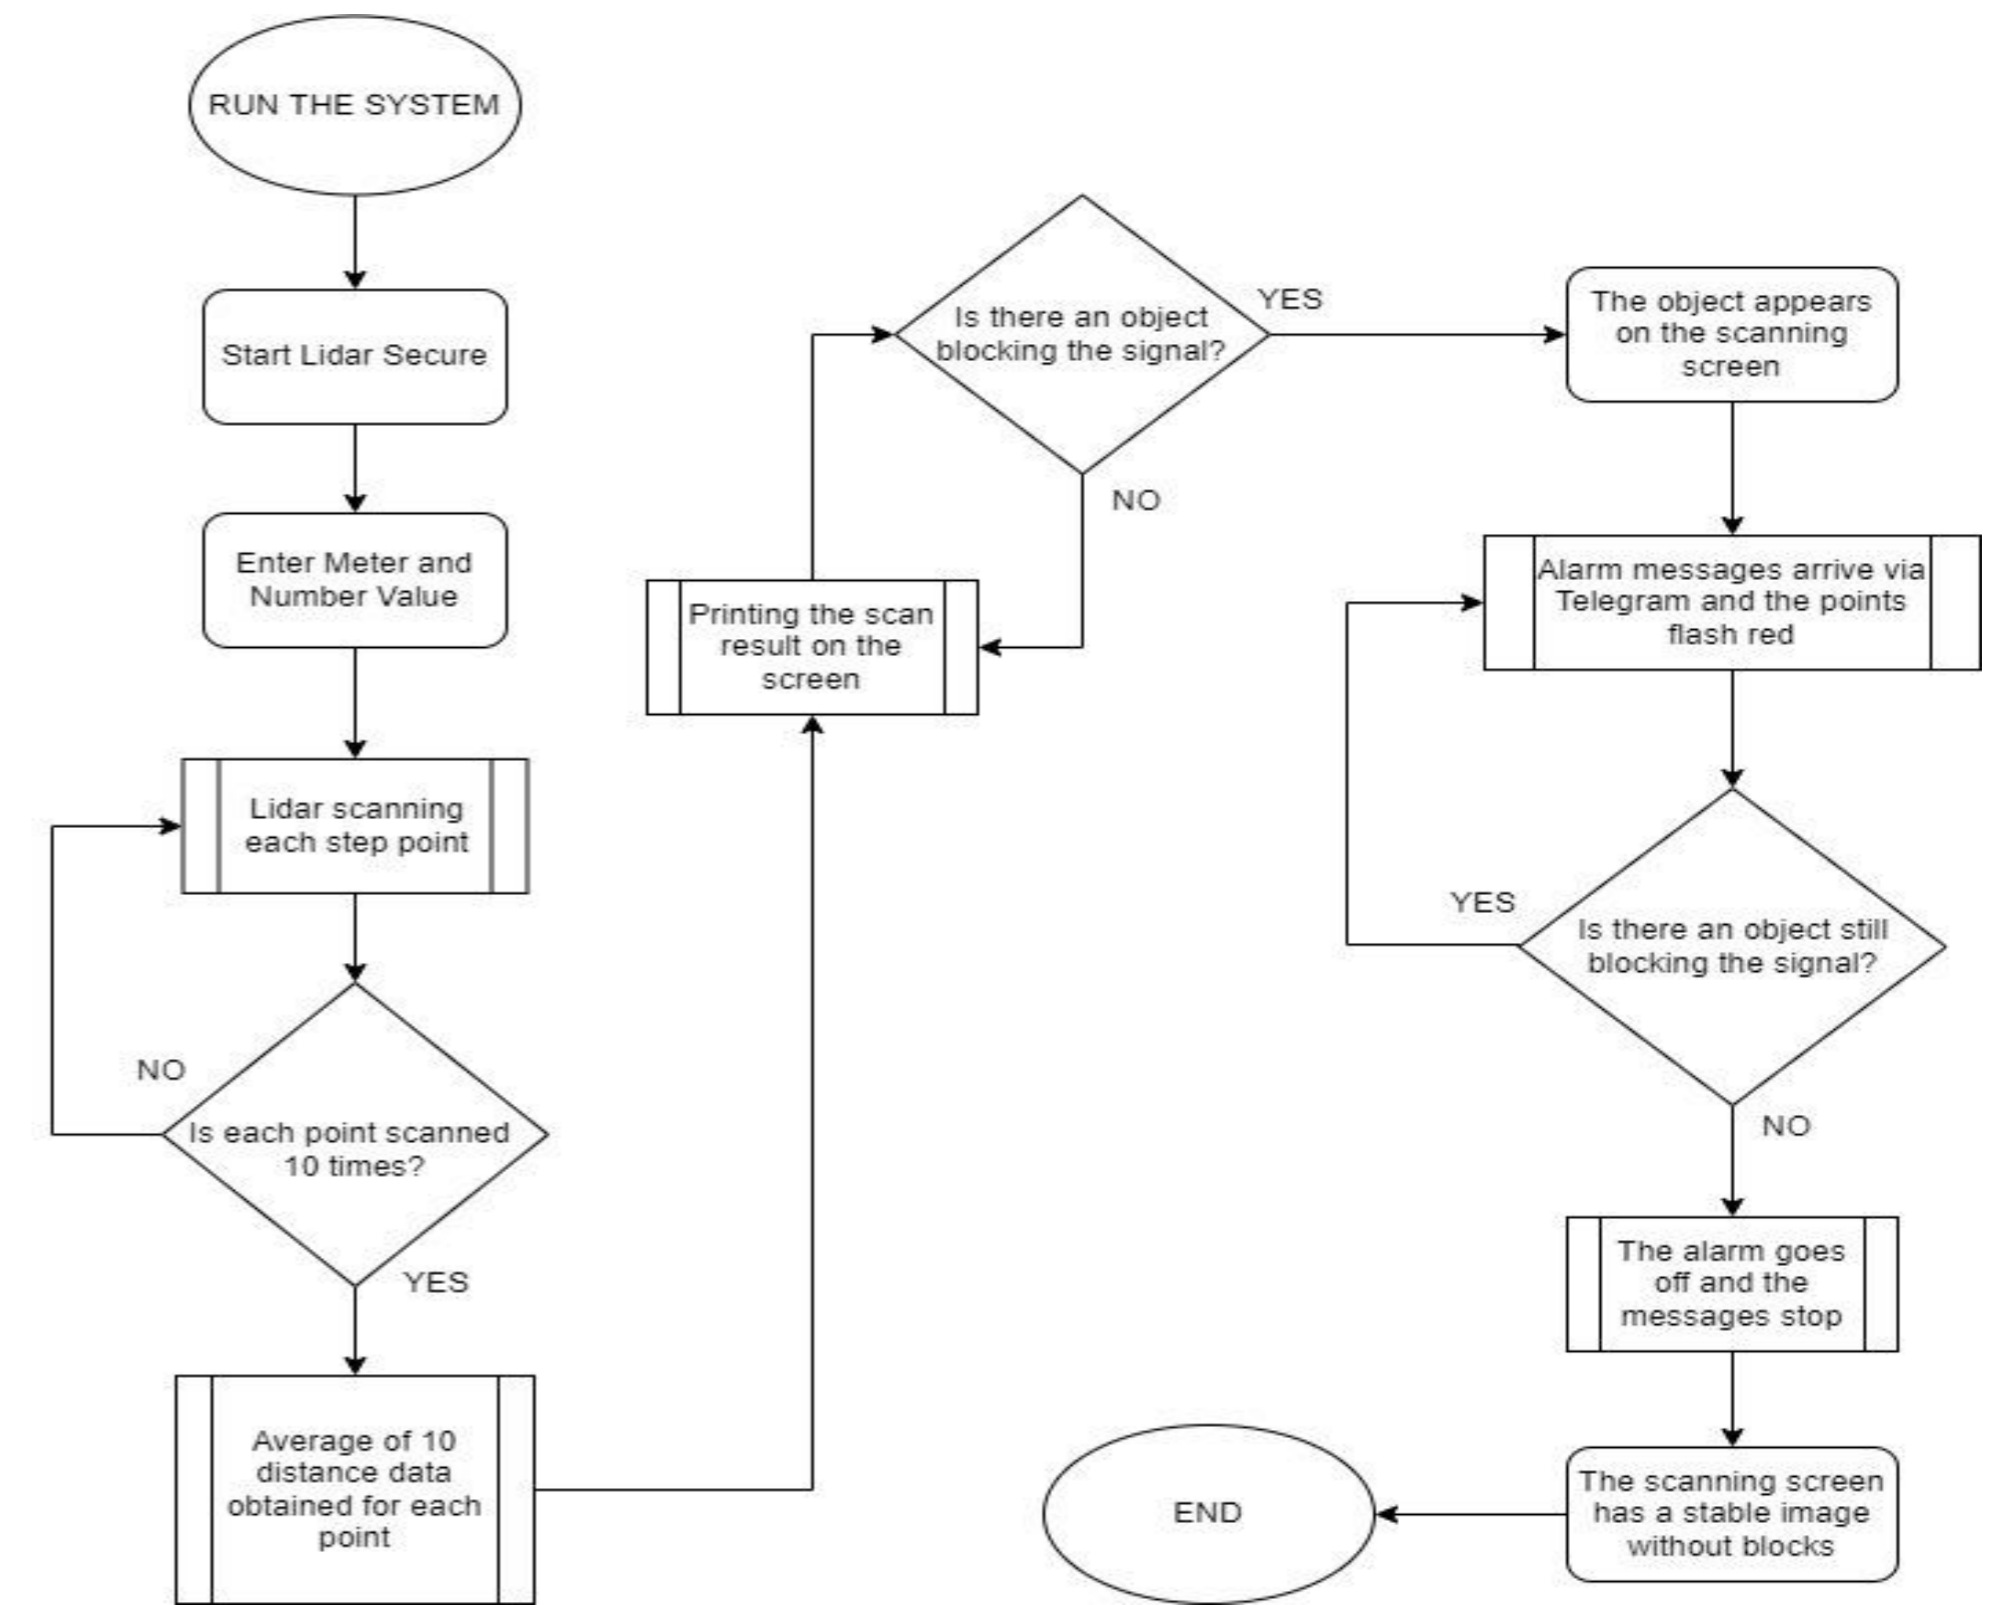 RUN THE SYSTEM
Start Lidar Secure
Enter Meter and
Number Value
Lidar scanning
each step point
NO
Is each point scanned
10 times?
YES
Average of 10
distance data
obtained for each
point
Printing the scan
result on the
screen
Is there an object
blocking the signal?
YES
NO
The object appears
on the scanning
screen
Alarm messages arrive via
Telegram and the points
flash red
YES
Is there an object still
blocking the signal?
NO
The alarm goes
off and the
messages stop
The scanning screen
has a stable image
without blocks
END